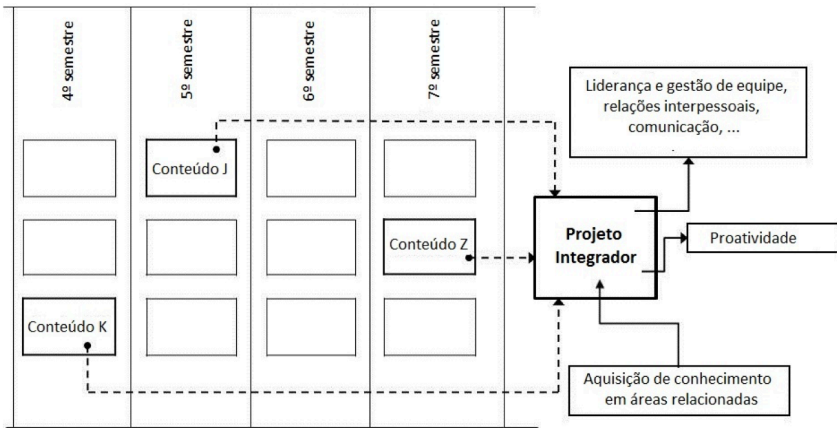 4º semestre
5º semestre
6º semestre
7º semestre
Conteúdo J
Conteúdo Z
Conteúdo K
Projeto
Integrador
Liderança e gestão de equipe,
relações interpessoais,
comunicação, ...
.
Proatividade
Aquisição de conhecimento
em áreas relacionadas